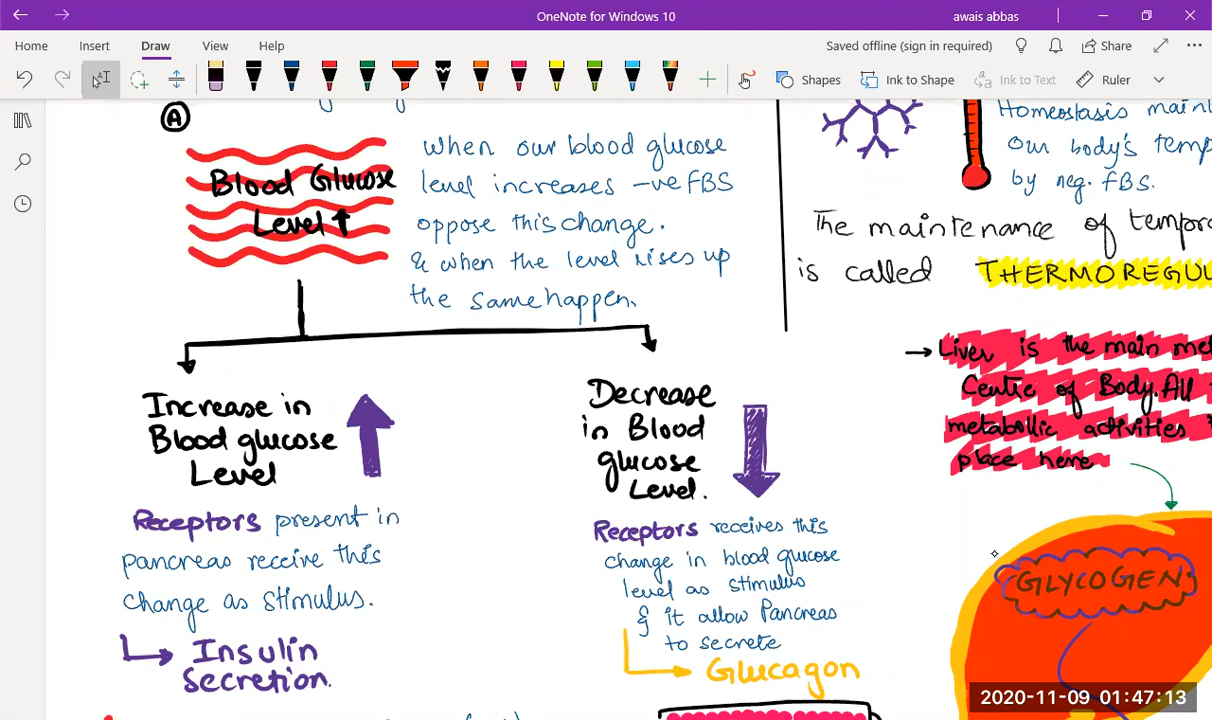 OneNote for Windows 10
awais abbas
Home Insert Draw View Help
Saved offline (sign in required)
Share
Shapes
Ink to Shape
Ink to Text
Ruler
A
Blood Glucose
Level
When our blood glucose
level increases -ve FBS
oppose this change.
& when the level rises up
the same happen.
Homeostasis main
Our body's temp
by neg. FBS.
The maintenance of tempera
is called THERMOREGUL
Increase in
Blood glucose
Level
Receptors present in
pancreas receive this
change as stimulus.
Insulin
Secretion.
Decrease
in Blood
glucose
Level.
Receptors receives this
change in blood glucose
level as stimulus
& it allow Pancreas
to secrete
Glucagon
→ Liver is the main met
Centre of Body. All
metabollic activities
place here
GLYCOGEN
2020-11-09 01:47:13